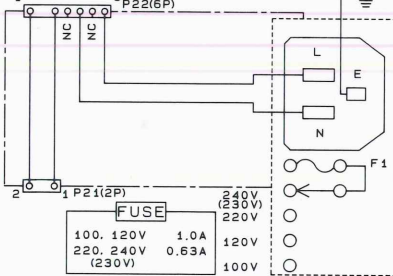 P22(6P)
NC
NC
L
E
N
F1
2
1
P21(2P)
240V
(230V)
220V
120V
100V
FUSE
100. 120V 1.0A
220. 240V 0.63A
(230V)